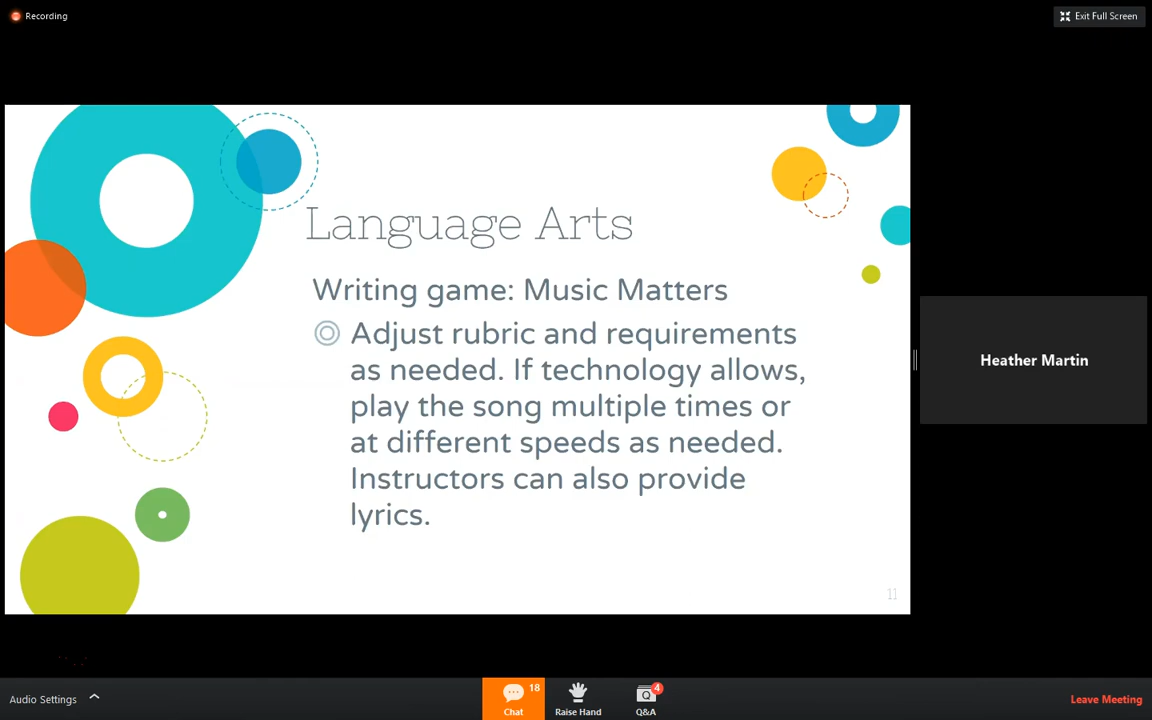 Recording
Exit Full Screen
Language Arts
Writing game: Music Matters
Adjust rubric and requirements
as needed. If technology allows,
play the song multiple times or
at different speeds as needed.
Instructors can also provide
lyrics.
11
Heather Martin
Audio Settings
18
Chat
Raise Hand
Q
4
Q&A
Leave Meeting